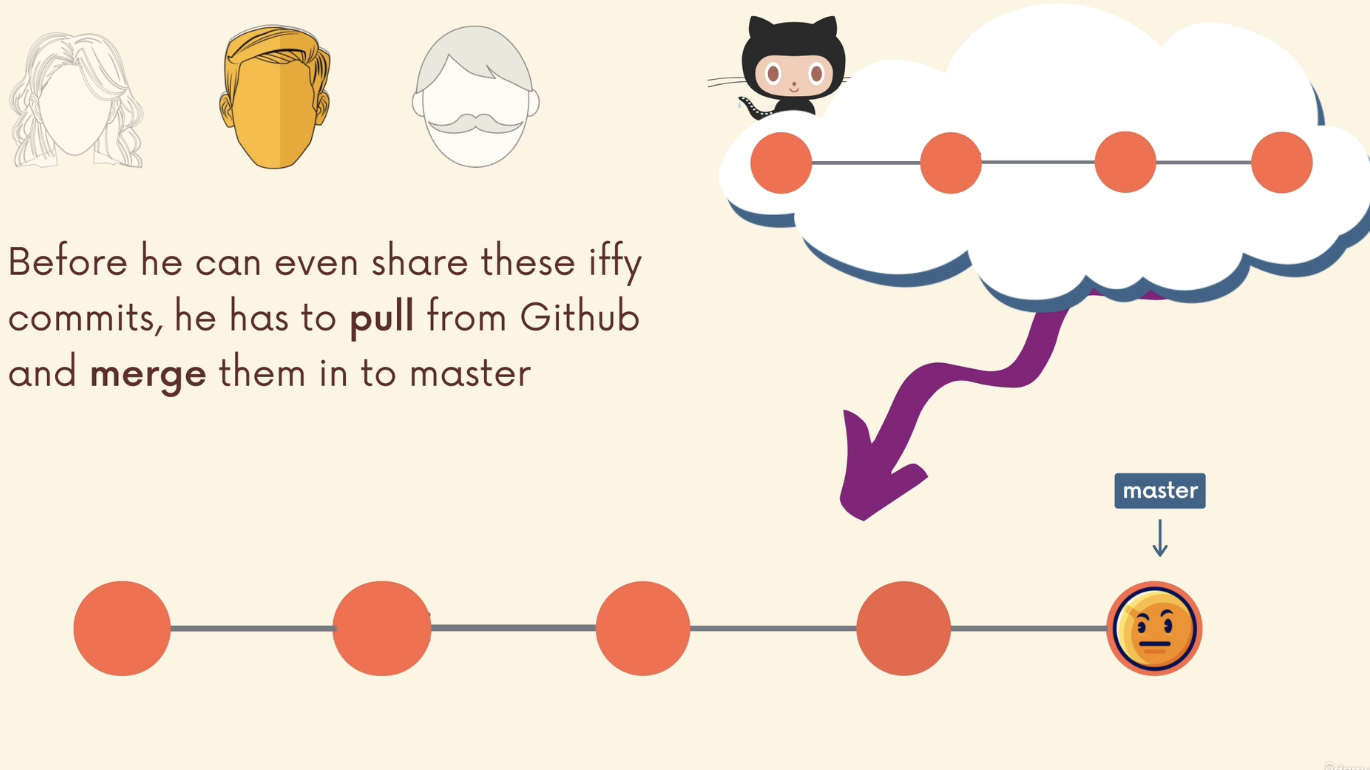 Before he can even share these iffy
commits, he has to pull from Github
and merge them in to master
master